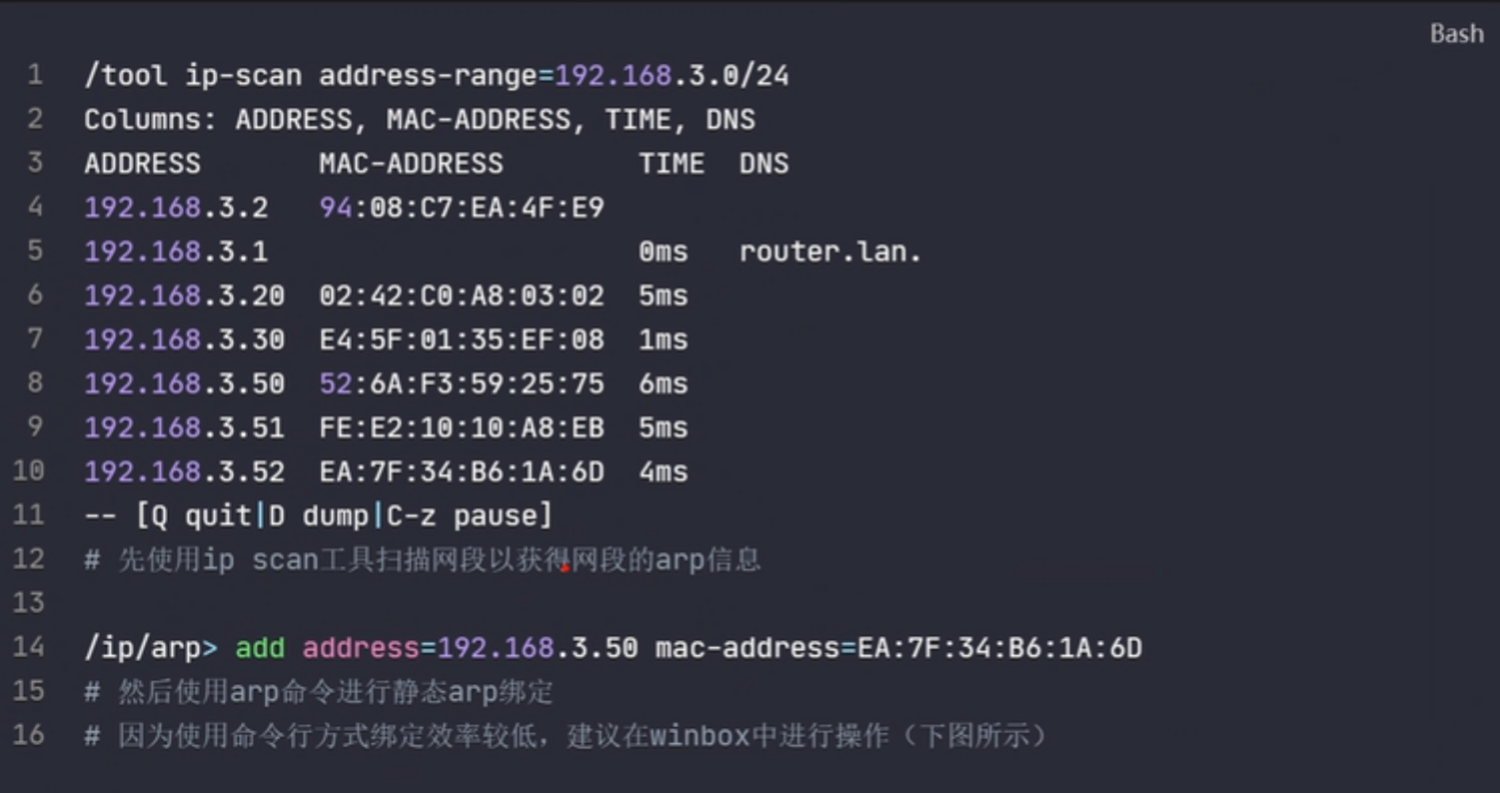 Bash
1 /tool ip-scan address-range=192.168.3.0/24
2 Columns: ADDRESS, MAC-ADDRESS, TIME, DNS
3 ADDRESS MAC-ADDRESS TIME DNS
4 192.168.3.2 94:08:C7:EA:4F:E9
5 192.168.3.1 0ms router.lan.
6 192.168.3.20 02:42:C0:A8:03:02 5ms
7 192.168.3.30 E4:5F:01:35:EF:08 1ms
8 192.168.3.50 52:6A:F3:59:25:75 6ms
9 192.168.3.51 FE:E2:10:10:A8:EB 5ms
10 192.168.3.52 EA:7F:34:B6:1A:6D 4ms
11 -- [Q quit|D dump|C-z pause]
12 # 先使用ip scan工具扫描网段以获得网段的arp信息
13
14 /ip/arp> add address=192.168.3.50 mac-address=EA:7F:34:B6:1A:6D
15 # 然后使用arp命令进行静态arp绑定
16 # 因为使用命令行方式绑定效率较低，建议在winbox中进行操作（下图所示）